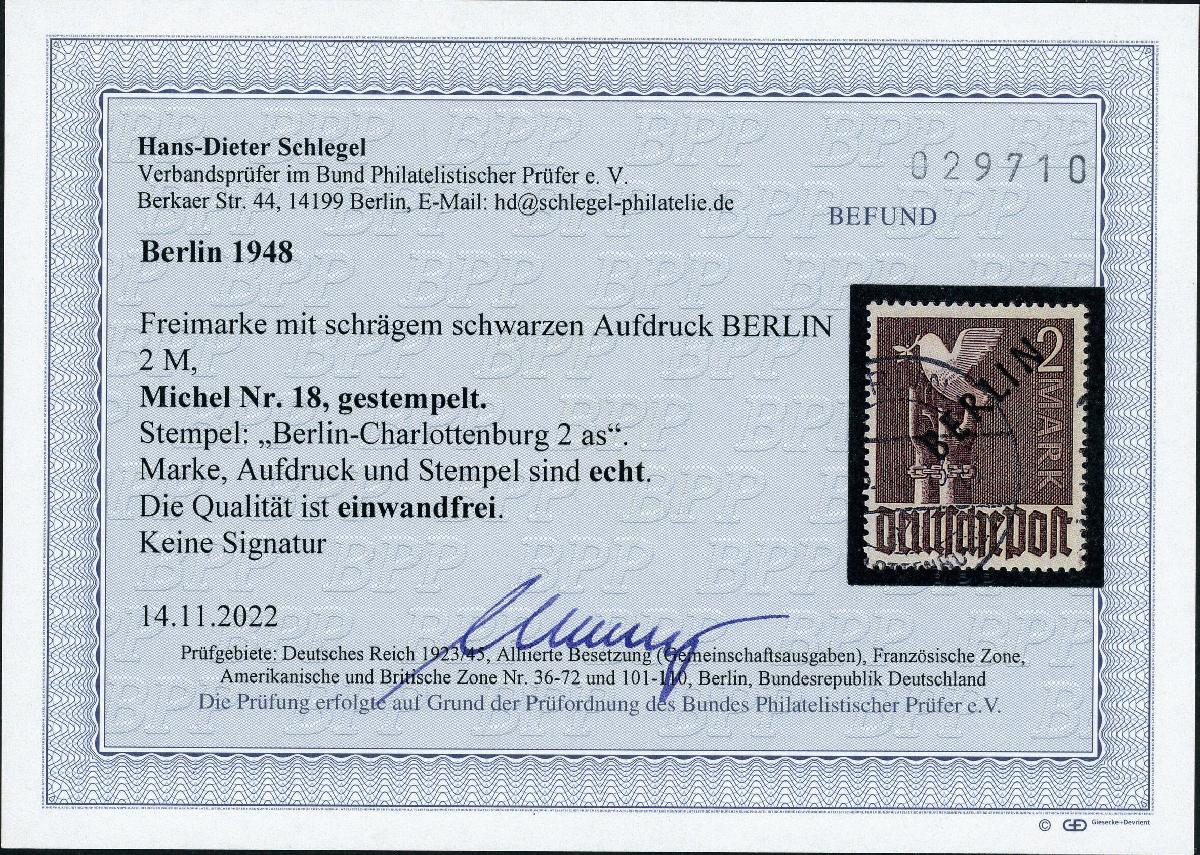 Hans-Dieter Schlegel
Verbandsprüfer im Bund Philatelistischer Prüfer e. V.
Berkaer Str. 44, 14199 Berlin, E-Mail: hd@schlegel-philatelie.de
029710
BEFUND
Berlin 1948
Freimarke mit schrägem schwarzen Aufdruck BERLIN
2 M,
Michel Nr. 18, gestempelt.
Stempel: „Berlin-Charlottenburg 2 as“.
Marke, Aufdruck und Stempel sind echt.
Die Qualität ist einwandfrei.
Keine Signatur
2
MARK
BERLIN
Deutsche Post
14.11.2022
Prüfgebiete: Deutsches Reich 1923/45, Alliierte Besetzung (Gemeinschaftsausgaben), Französische Zone,
Amerikanische und Britische Zone Nr. 36-72 und 101-110, Berlin, Bundesrepublik Deutschland
Die Prüfung erfolgte auf Grund der Prüfordnung des Bundes Philatelistischer Prüfer e.V.
© GD Giesecke+Devrient